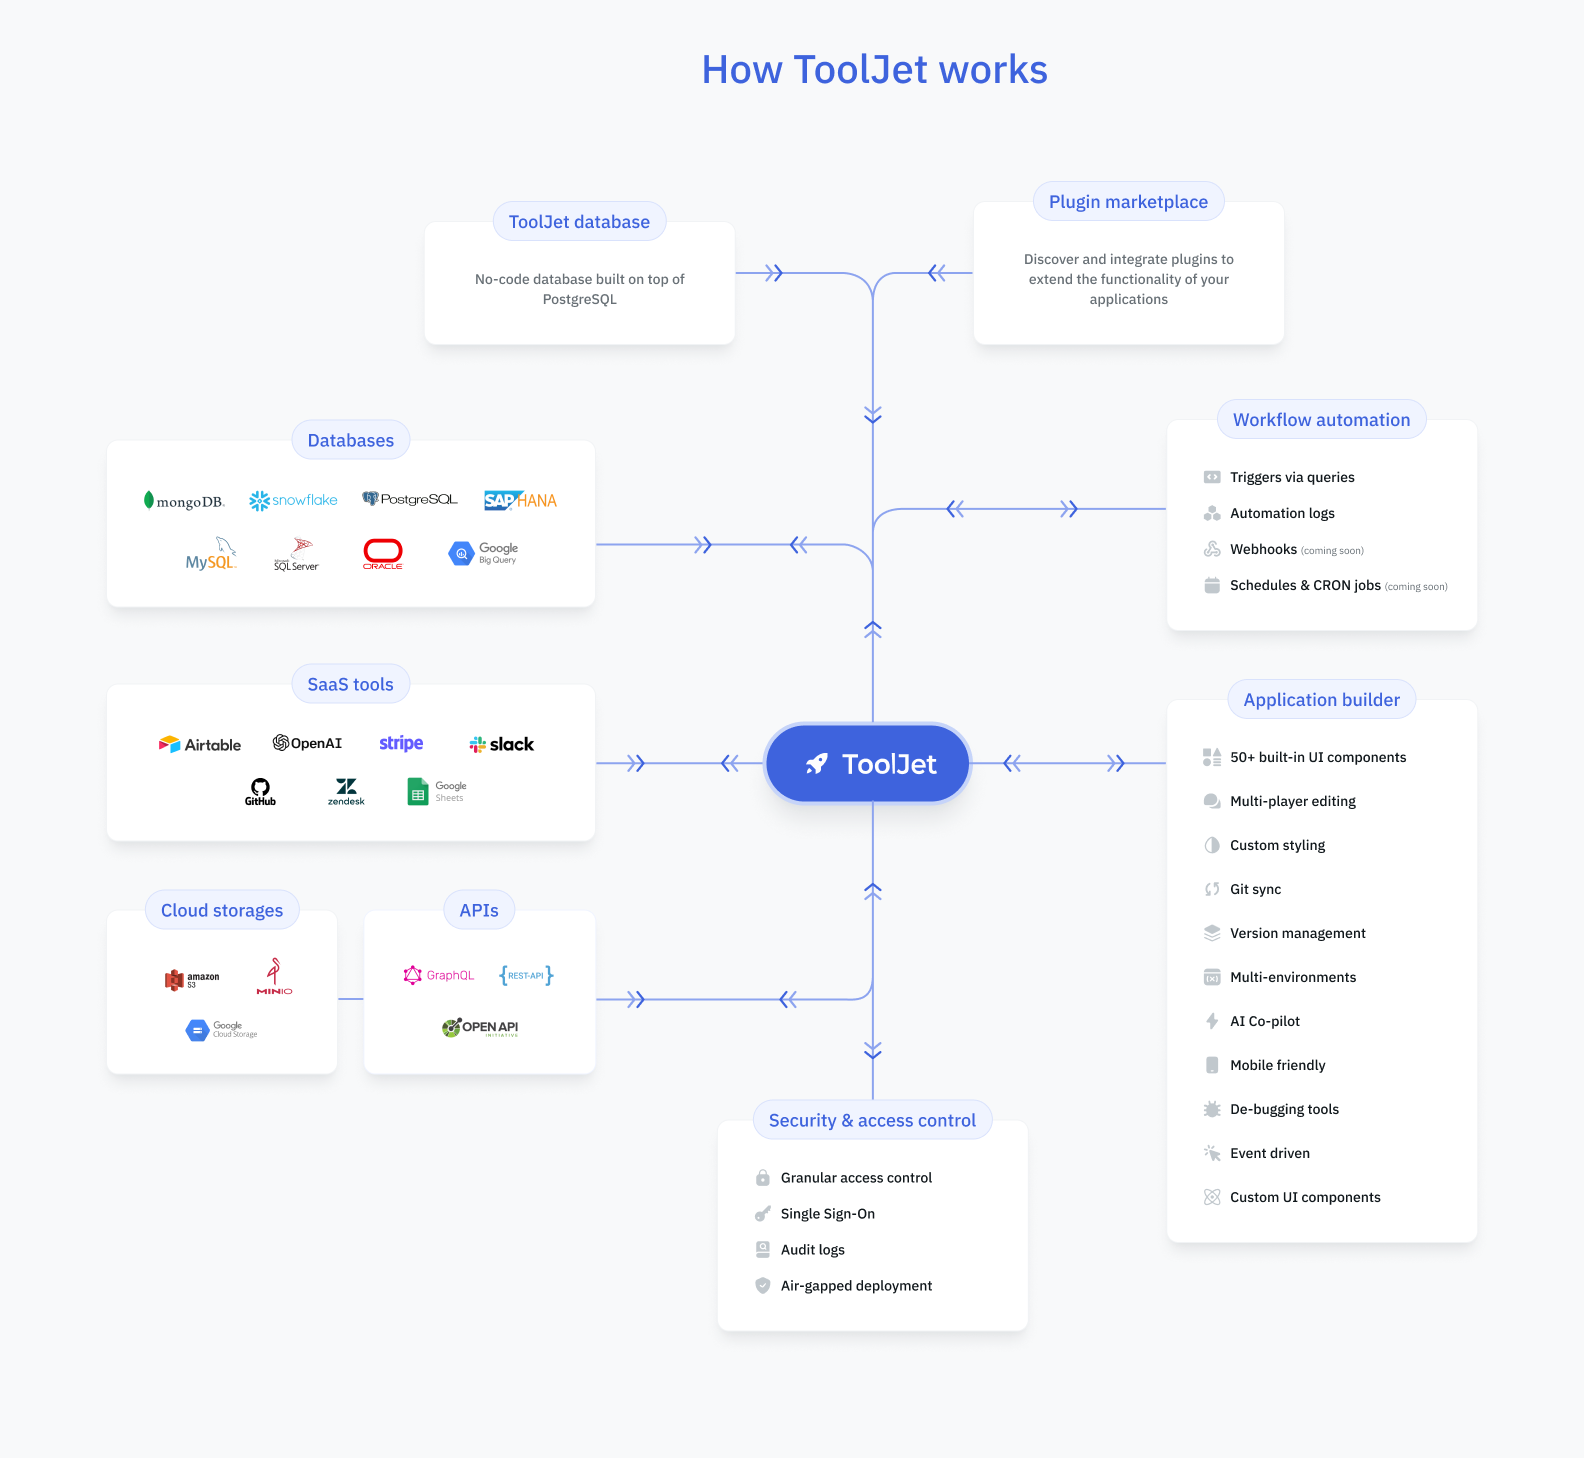 How ToolJet works
ToolJet database
No-code database built on top of
PostgreSQL
Plugin marketplace
Discover and integrate plugins to
extend the functionality of your
applications
Databases
mongoDB.
snowflake
PostgreSQL
SAP HANA
MySQL
Microsoft
SQL Server
ORACLE
Google
Big Query
Workflow automation
Triggers via queries
Automation logs
Webhooks (coming soon)
Schedules & CRON jobs (coming soon)
SaaS tools
Airtable
OpenAI
stripe
slack
GitHub
zendesk
Google
Sheets
ToolJet
Application builder
50+ built-in UI components
Multi-player editing
Custom styling
Git sync
Version management
Multi-environments
AI Co-pilot
Mobile friendly
De-bugging tools
Event driven
Custom UI components
Cloud storages
amazon
S3
MINIO
Google
Cloud Storage
APIs
GraphQL
{REST-API}
OPEN API
INITIATIVE
Security & access control
Granular access control
Single Sign-On
Audit logs
Air-gapped deployment